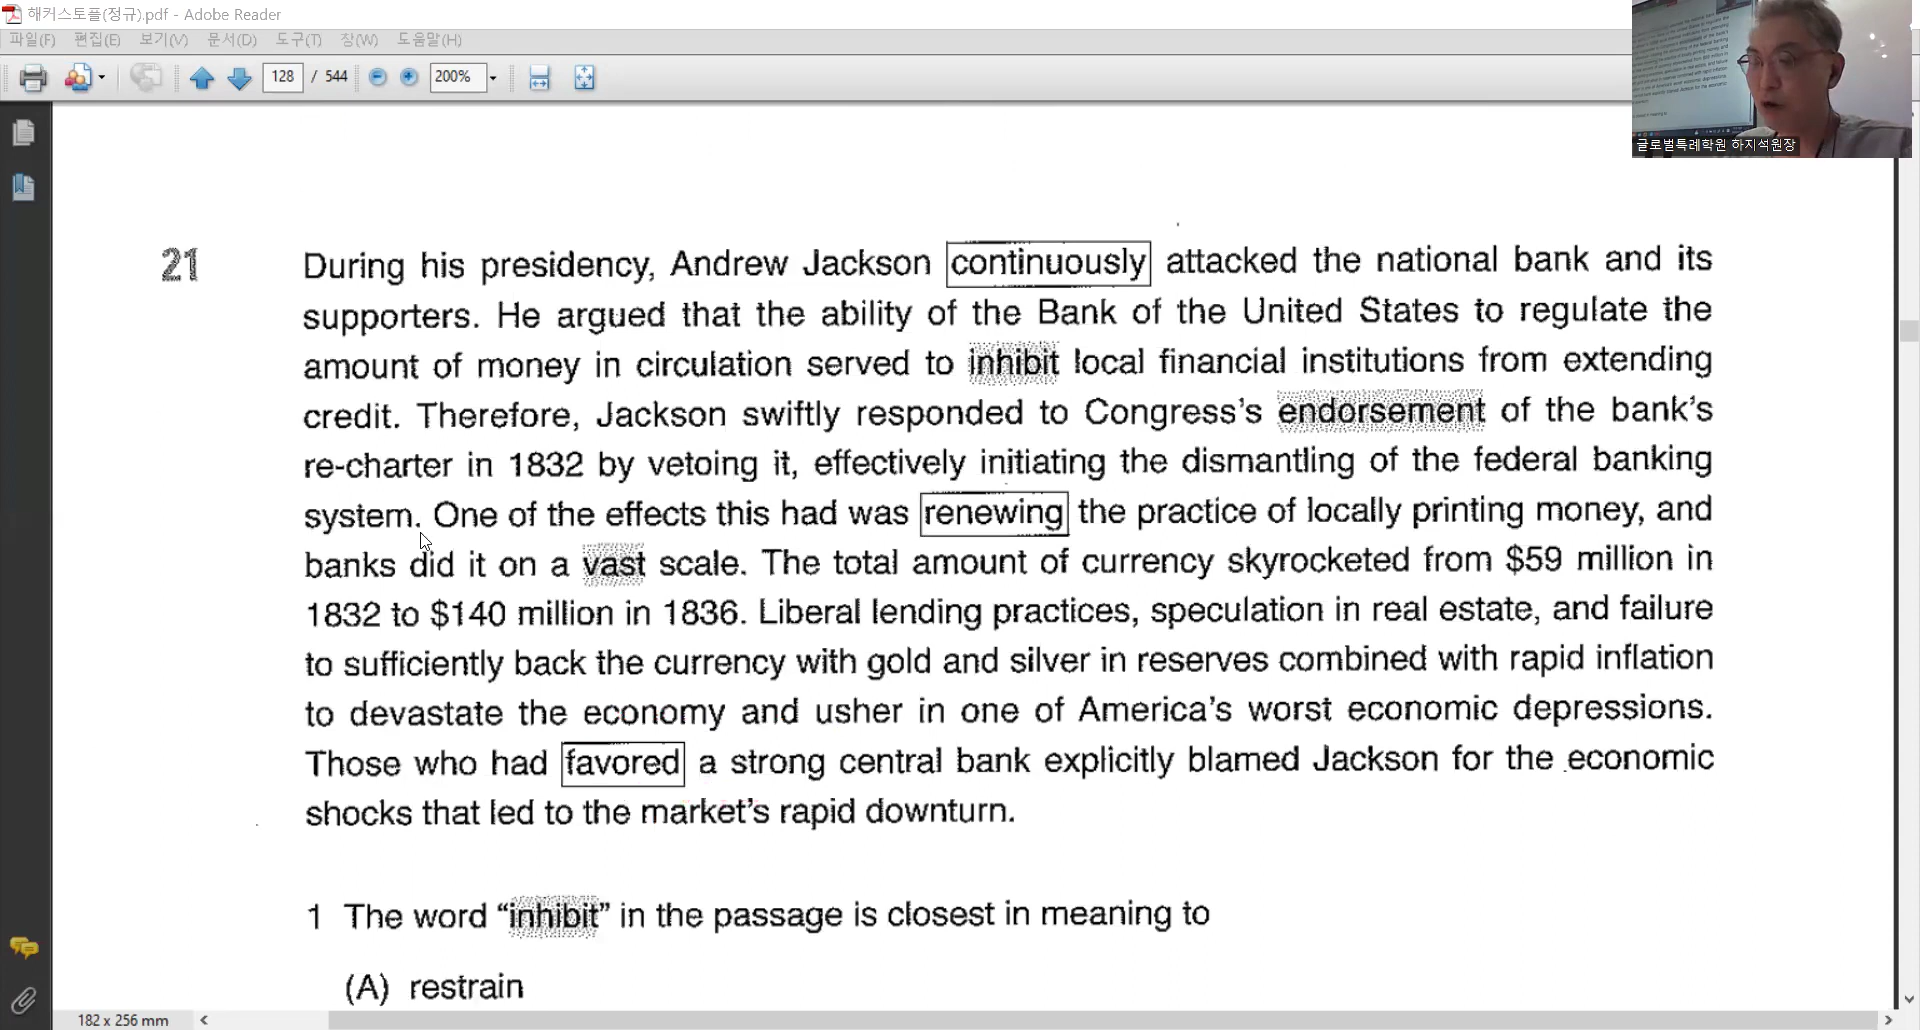 해커스토플(정규).pdf - Adobe Reader
파일(F) 편집(E) 보기(V) 문서(D) 도구(T) 창(W) 도움말(H)
128 / 544 200%
글로벌특례학원 하지석원장
21
During his presidency, Andrew Jackson continuously attacked the national bank and its
supporters. He argued that the ability of the Bank of the United States to regulate the
amount of money in circulation served to inhibit local financial institutions from extending
credit. Therefore, Jackson swiftly responded to Congress's endorsement of the bank's
re-charter in 1832 by vetoing it, effectively initiating the dismantling of the federal banking
system. One of the effects this had was renewing the practice of locally printing money, and
banks did it on a vast scale. The total amount of currency skyrocketed from $59 million in
1832 to $140 million in 1836. Liberal lending practices, speculation in real estate, and failure
to sufficiently back the currency with gold and silver in reserves combined with rapid inflation
to devastate the economy and usher in one of America's worst economic depressions.
Those who had favored a strong central bank explicitly blamed Jackson for the economic
shocks that led to the market's rapid downturn.
1 The word “inhibit” in the passage is closest in meaning to
(A) restrain
182 x 256 mm